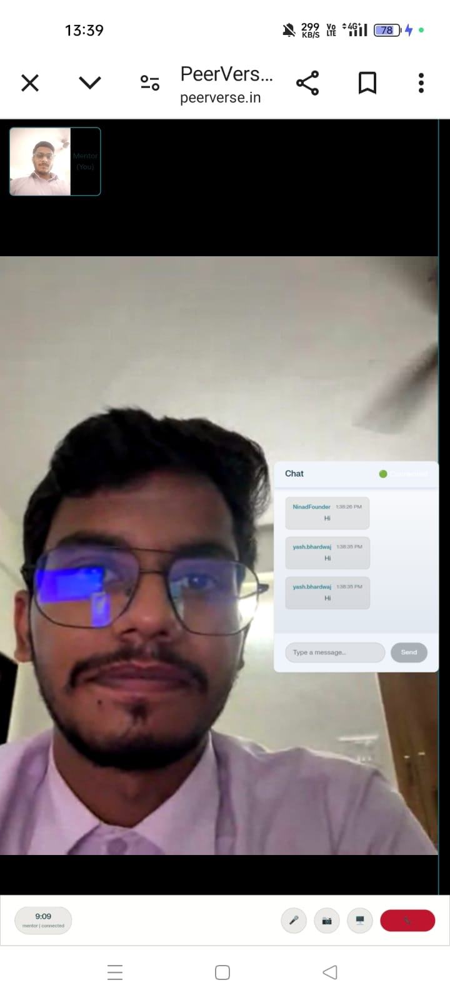 13:39
299
KB/S
Vo
LTE
4G+
78
PeerVers...
peerverse.in
Mentor
(You)
Chat
Connected
NinadFounder 1:38:26 PM
Hi
yash.bhardwaj 1:38:35 PM
Hi
yash.bhardwaj 1:38:35 PM
Hi
Type a message...
Send
9:09
mentor | connected